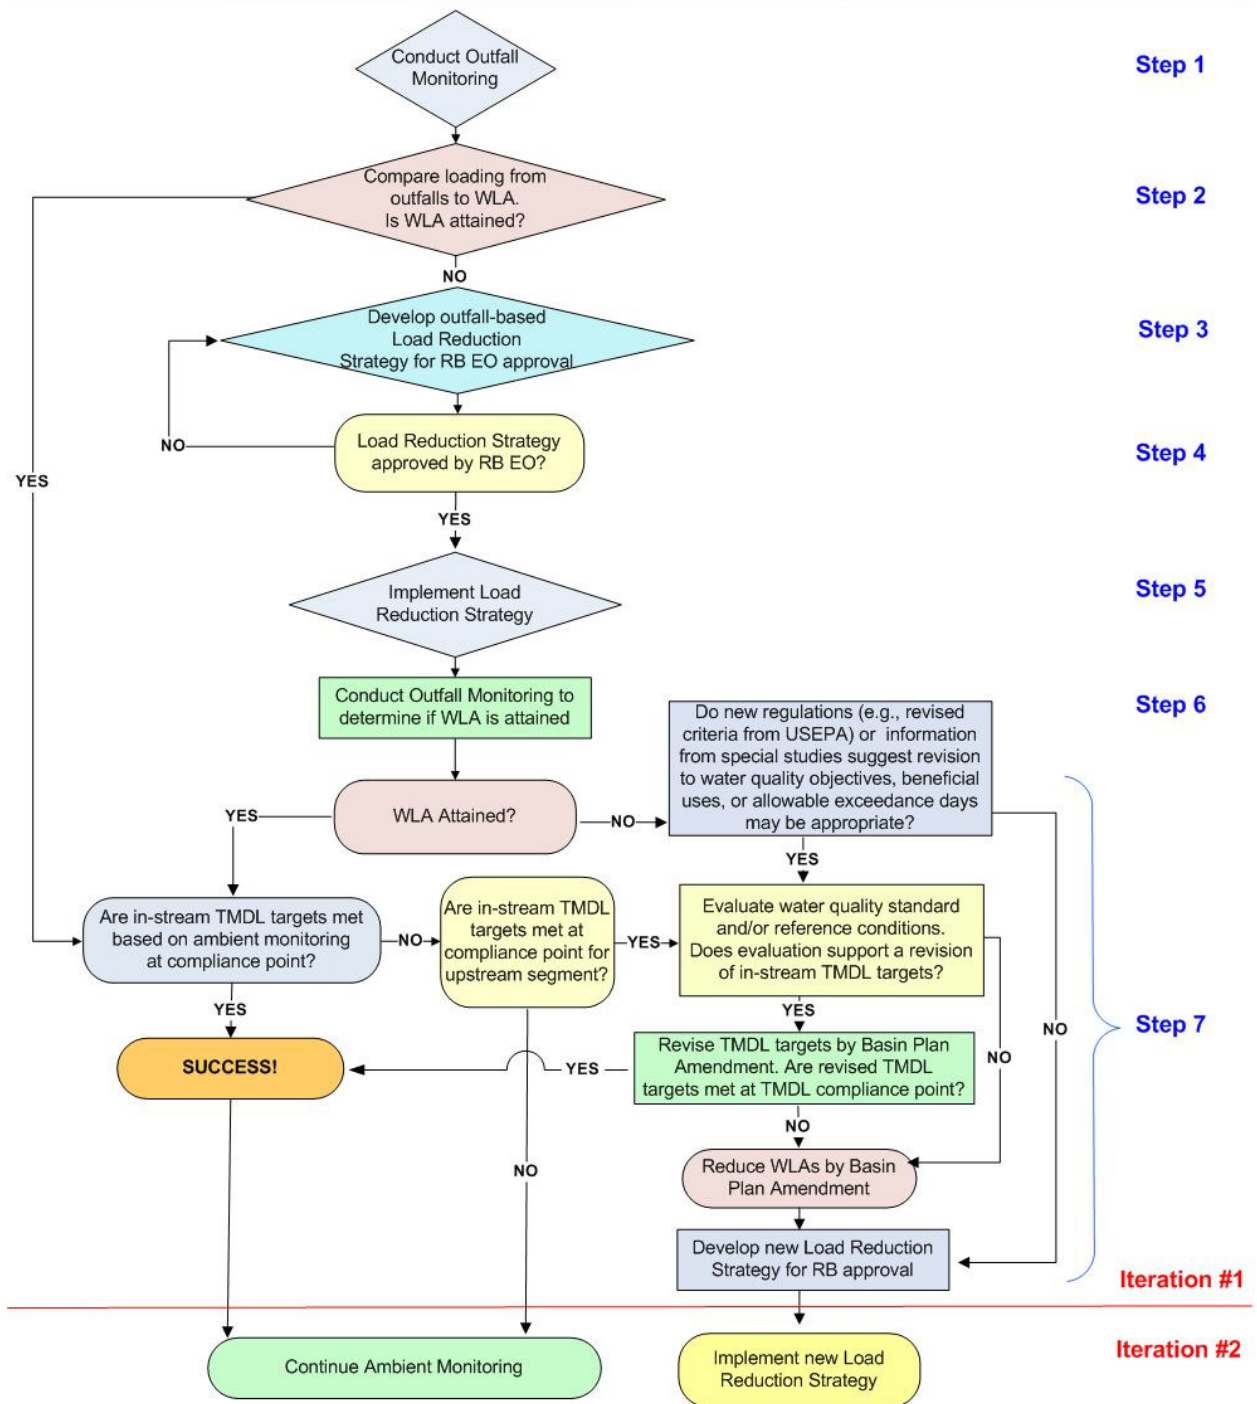 Conduct Outfall
Monitoring
Step 1
Compare loading from
outfalls to WLA.
Is WLA attained?
Step 2
NO
Develop outfall-based
Load Reduction
Strategy for RB EO approval
Step 3
NO
Load Reduction Strategy
approved by RB EO?
Step 4
YES
YES
Implement Load
Reduction Strategy
Step 5
Conduct Outfall Monitoring to
determine if WLA is attained
Step 6
Do new regulations (e.g., revised
criteria from USEPA) or information
from special studies suggest revision
to water quality objectives, beneficial
uses, or allowable exceedance days
may be appropriate?
YES
WLA Attained?
NO
YES
Are in-stream TMDL targets met
based on ambient monitoring
at compliance point?
NO
Are in-stream TMDL
targets met at
compliance point for
upstream segment?
YES
Evaluate water quality standard
and/or reference conditions.
Does evaluation support a revision
of in-stream TMDL targets?
YES
YES
NO
NO
Step 7
SUCCESS!
YES
Revise TMDL targets by Basin Plan
Amendment. Are revised TMDL
targets met at TMDL compliance point?
NO
NO
Reduce WLAs by Basin
Plan Amendment
Develop new Load Reduction
Strategy for RB approval
Iteration #1
Iteration #2
Continue Ambient Monitoring
Implement new Load
Reduction Strategy